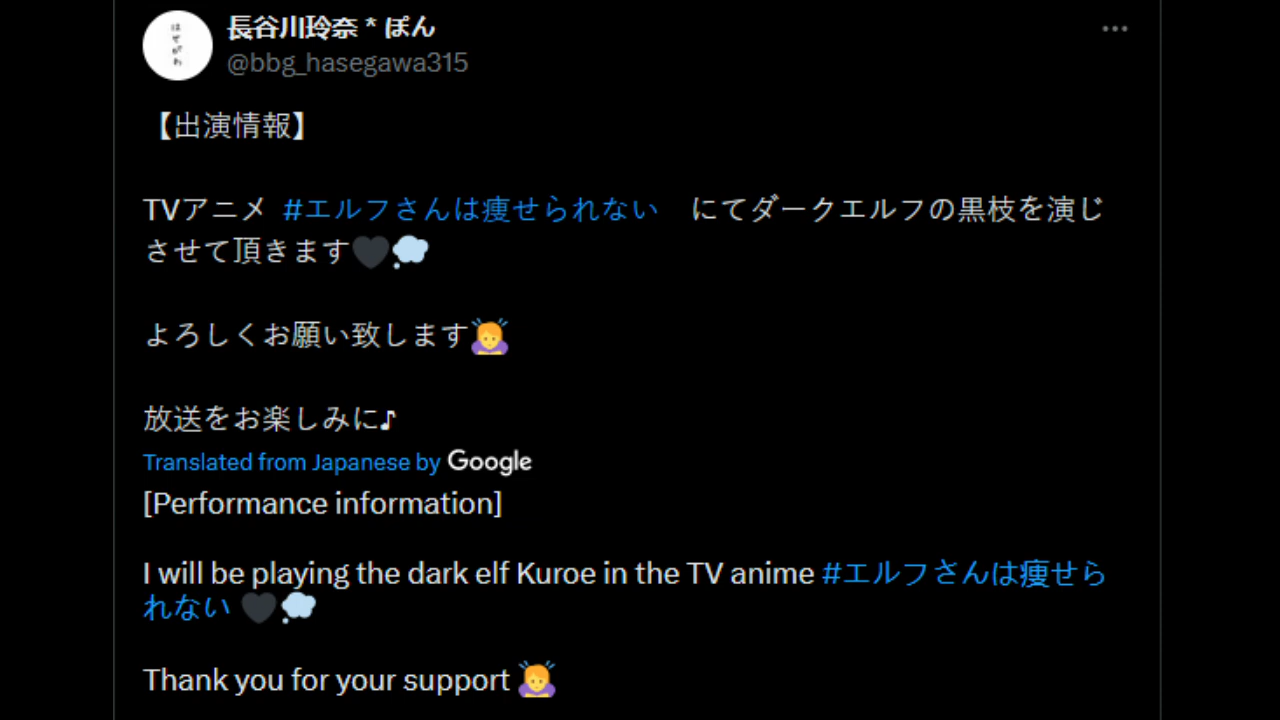 長谷川玲奈 * ぽん
@bbg_hasegawa315
【出演情報】
TVアニメ #エルフさんは痩せられない にてダークエルフの黒枝を演じ
させて頂きます🖤💭
よろしくお願い致します🙇
放送をお楽しみに♪
Translated from Japanese by Google
[Performance information]
I will be playing the dark elf Kuroe in the TV anime #エルフさんは痩せら
れない 🖤💭
Thank you for your support 🙇